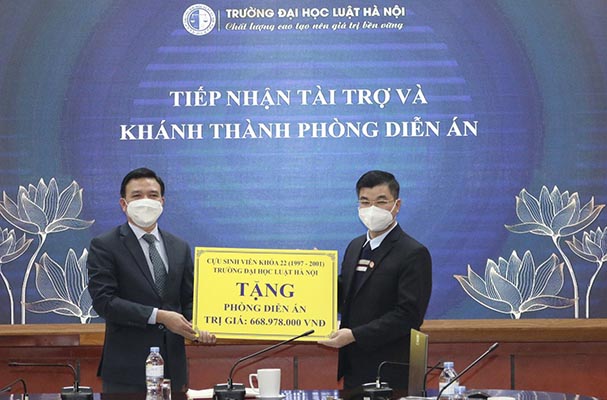 TRƯỜNG ĐẠI HỌC LUẬT HÀ NỘI
Chất lượng cao tạo nên giá trị bền vững
TIẾP NHẬN TÀI TRỢ VÀ
KHÁNH THÀNH PHÒNG DIỄN ÁN
CỰU SINH VIÊN KHÓA 22 (1997 - 2001)
TRƯỜNG ĐẠI HỌC LUẬT HÀ NỘI
TẶNG
PHÒNG DIỄN ÁN
TRỊ GIÁ: 668.978.000 VNĐ